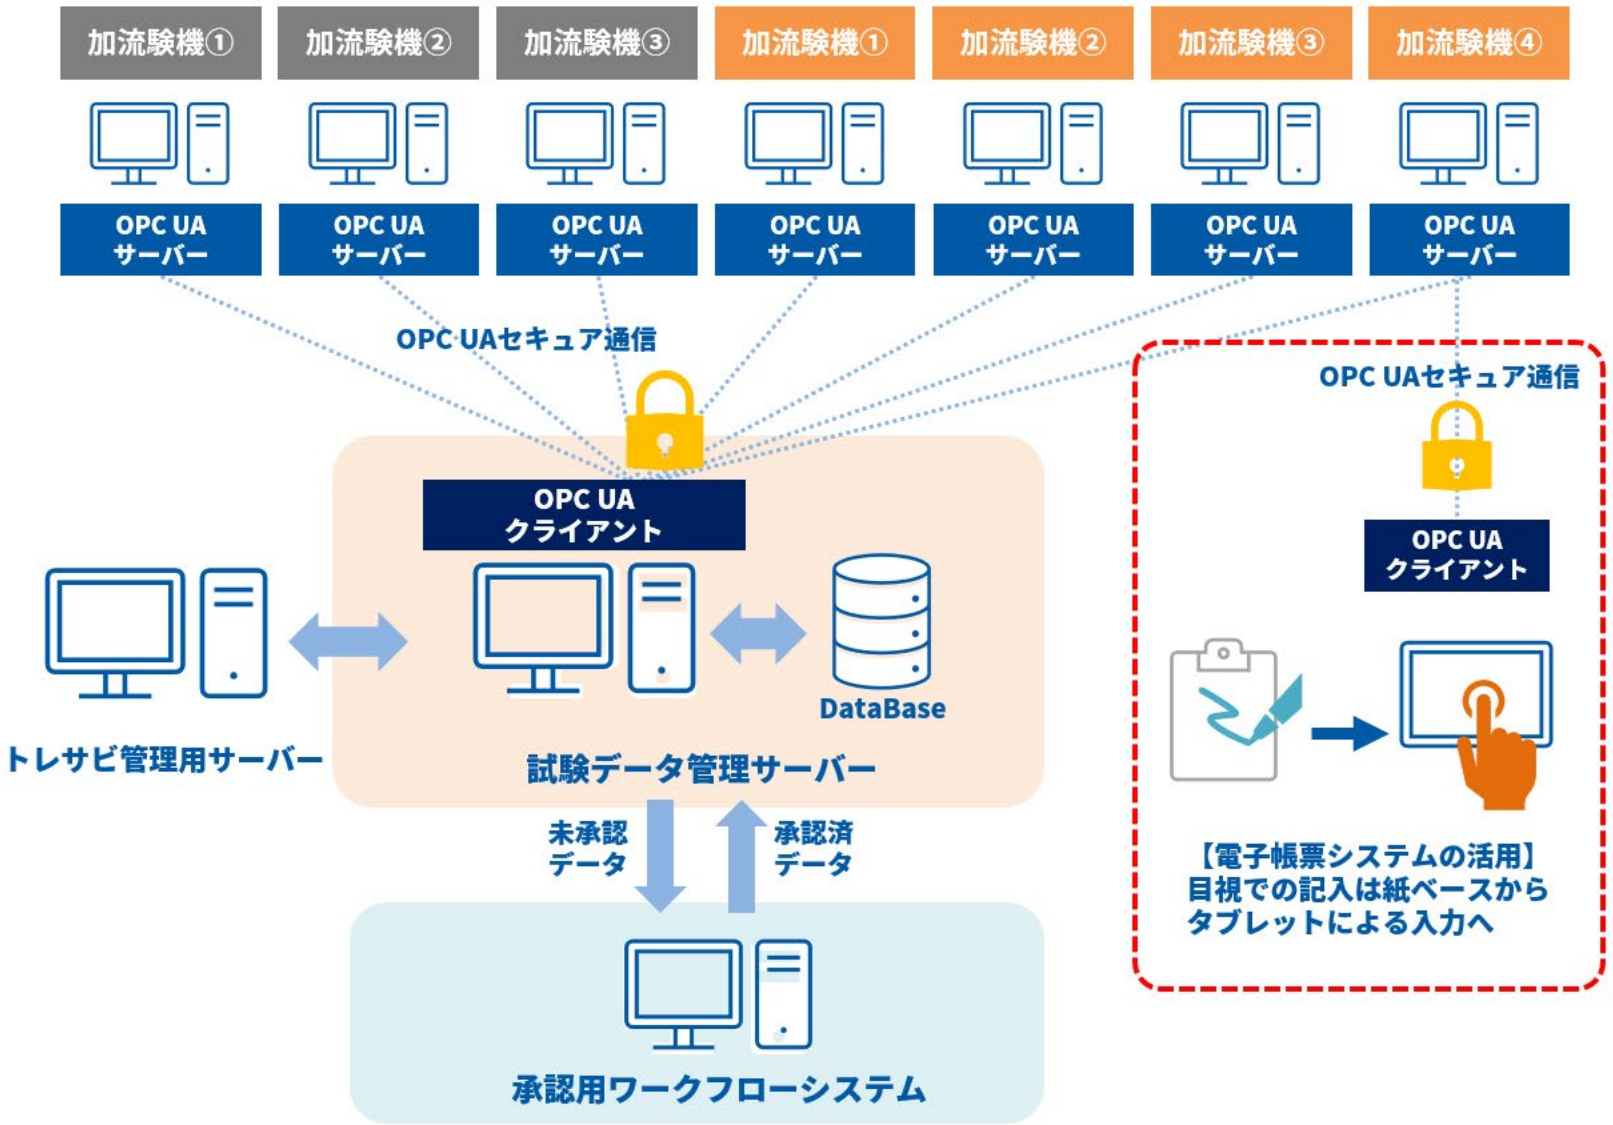 加流験機①
加流験機②
加流験機③
加流験機①
加流験機②
加流験機③
加流験機④
OPC UA
サーバー
OPC UA
サーバー
OPC UA
サーバー
OPC UA
サーバー
OPC UA
サーバー
OPC UA
サーバー
OPC UA
サーバー
OPC UAセキュア通信
OPC UAセキュア通信
OPC UA
クライアント
OPC UA
クライアント
DataBase
トレサビ管理用サーバー
試験データ管理サーバー
未承認
データ
承認済
データ
【電子帳票システムの活用】
目視での記入は紙ベースから
タブレットによる入力へ
承認用ワークフローシステム